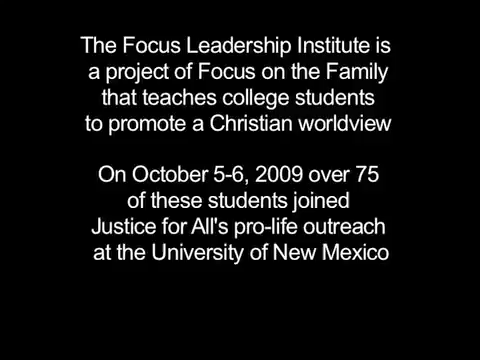 The Focus Leadership Institute is
a project of Focus on the Family
that teaches college students
to promote a Christian worldview
On October 5-6, 2009 over 75
of these students joined
Justice for All's pro-life outreach
at the University of New Mexico